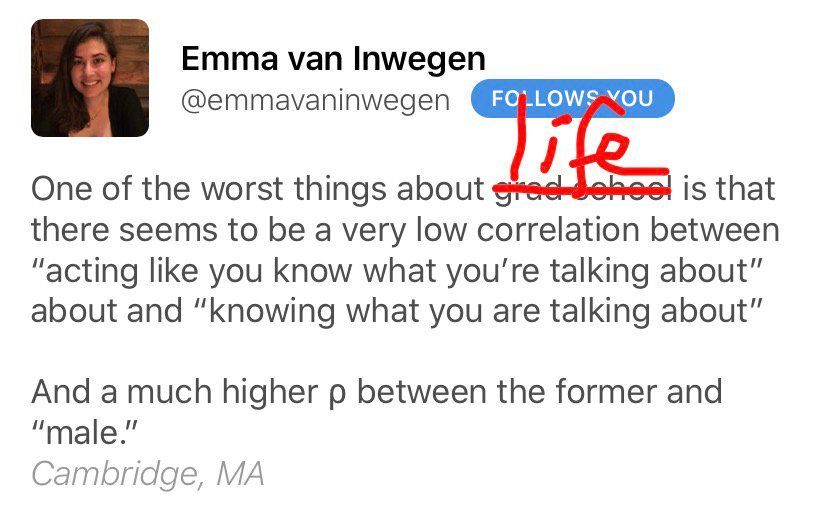 Emma van Inwegen
@emmavaninwegen FOLLOWS YOU
life
One of the worst things about grad school is that
there seems to be a very low correlation between
“acting like you know what you’re talking about”
about and “knowing what you are talking about”
And a much higher ρ between the former and
“male.”
Cambridge, MA